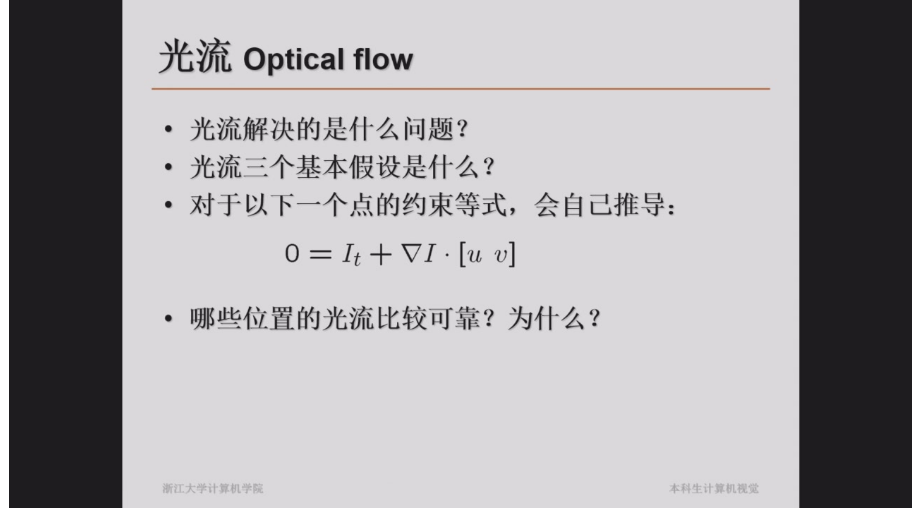 光流 Optical flow
• 光流解决的是什么问题？
• 光流三个基本假设是什么？
• 对于以下一个点的约束等式，会自己推导：
0 = I_t + ∇I · [u v]
• 哪些位置的光流比较可靠？为什么？
浙江大学计算机学院
本科生计算机视觉